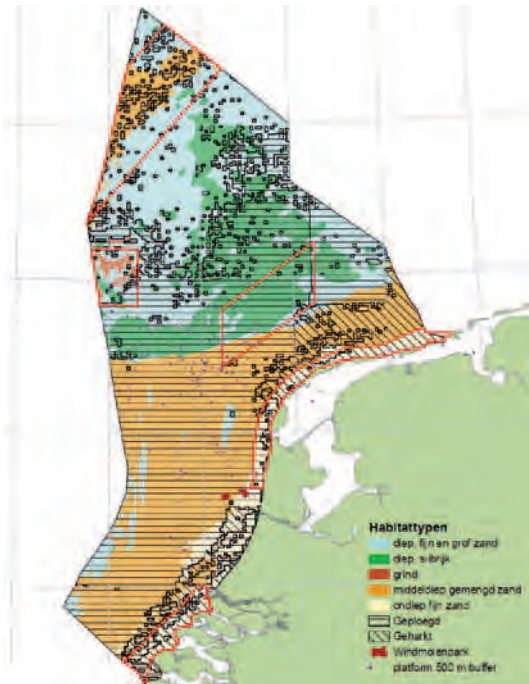 Habitattypen
diep, fijn en grof zand
diep, slibrijk
grind
middeldiep gemengd zand
ondiep fijn zand
Geploegd
Geharkt
Windmolenpark
platform 500 m buffer